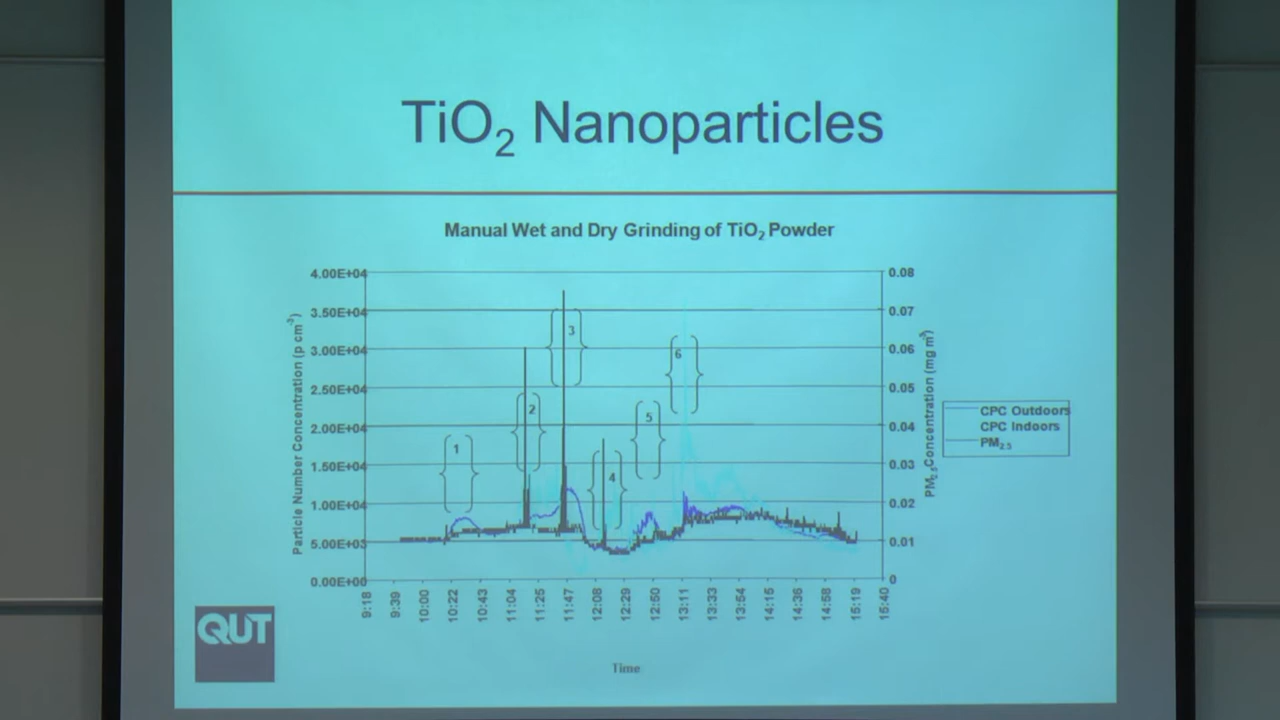 TiO₂ Nanoparticles
Manual Wet and Dry Grinding of TiO₂ Powder
Particle Number Concentration (p cm⁻³)
4.00E+04
3.50E+04
3.00E+04
2.50E+04
2.00E+04
1.50E+04
1.00E+04
5.00E+03
0.00E+00
1
2
3
4
5
6
0.08
0.07
0.06
0.05
0.04
0.03
0.02
0.01
0
PM₂.₅ Concentration (mg m³)
CPC Outdoors
CPC Indoors
PM₂.₅
9:18
9:39
10:00
10:22
10:43
11:04
11:25
11:47
12:08
12:29
12:50
13:11
13:33
13:54
14:15
14:36
14:58
15:19
15:40
Time
QUT